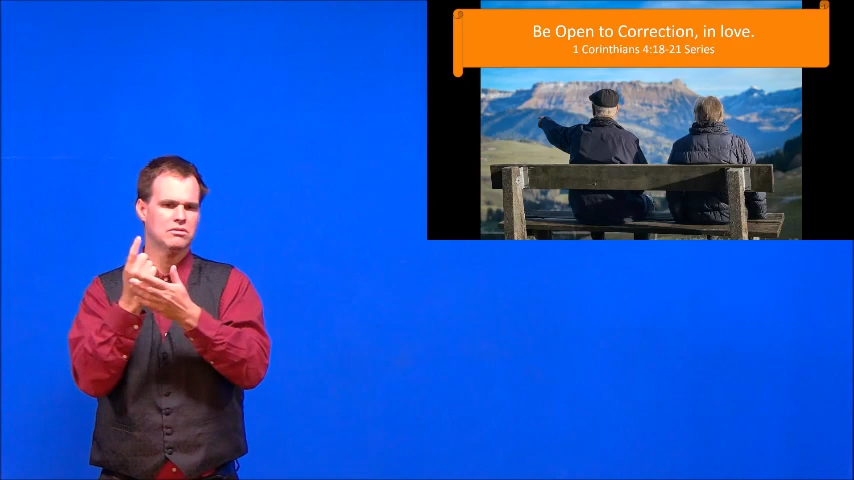 Be Open to Correction, in love.
1 Corinthians 4:18-21 Series